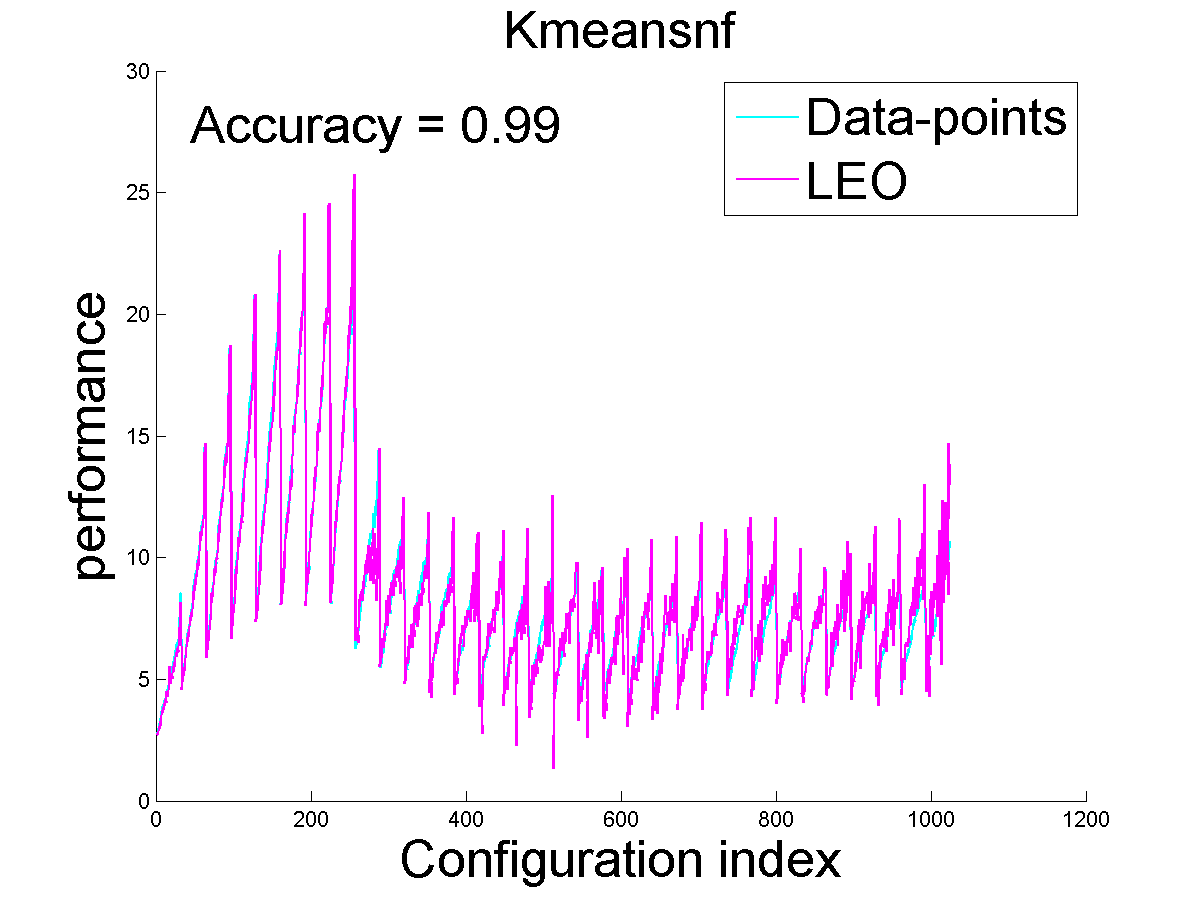 Kmeansnf
Accuracy = 0.99
Data-points
LEO
30
25
20
15
10
5
0
performance
0 200 400 600 800 1000 1200
Configuration index